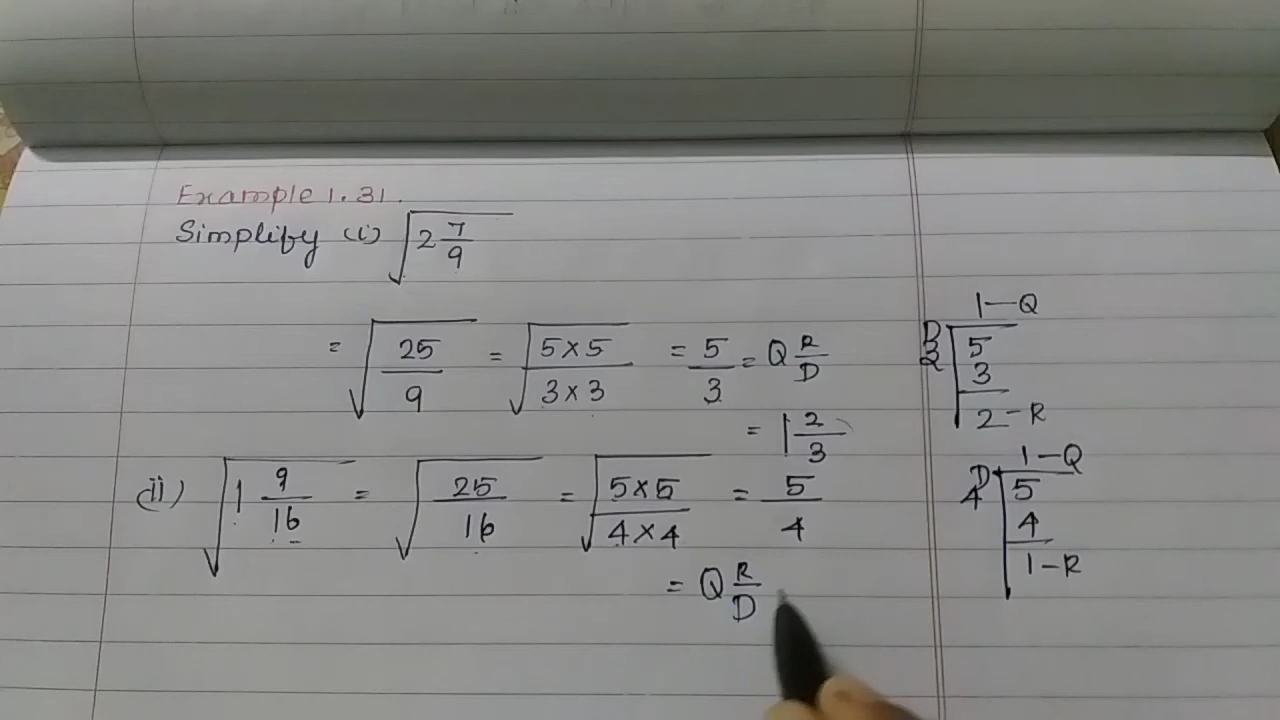 Example 1.31.
Simplify (i) √(2 7/9)
= √(25/9) = √(5×5)/√(3×3) = 5/3 = Q R/D
= 1 2/3
(ii) √(1 9/16) = √(25/16) = √(5×5)/√(4×4) = 5/4
= Q R/D
1—Q
D
3 5
3
2-R
1-Q
D
4 5
4
1-R